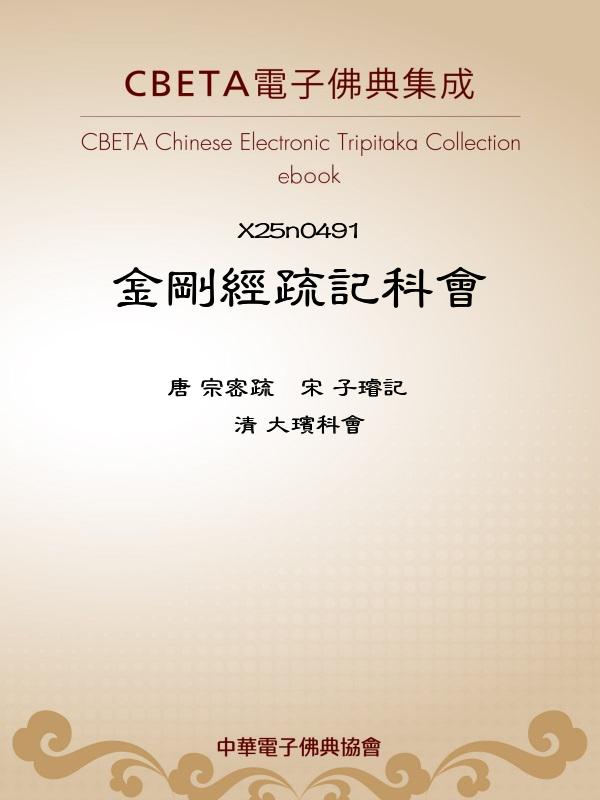 CBETA電子佛典集成
CBETA Chinese Electronic Tripitaka Collection
ebook
X25n0491
金剛經疏記科會
唐 宗密疏　宋 子璿記
清 大璸科會
中華電子佛典協會